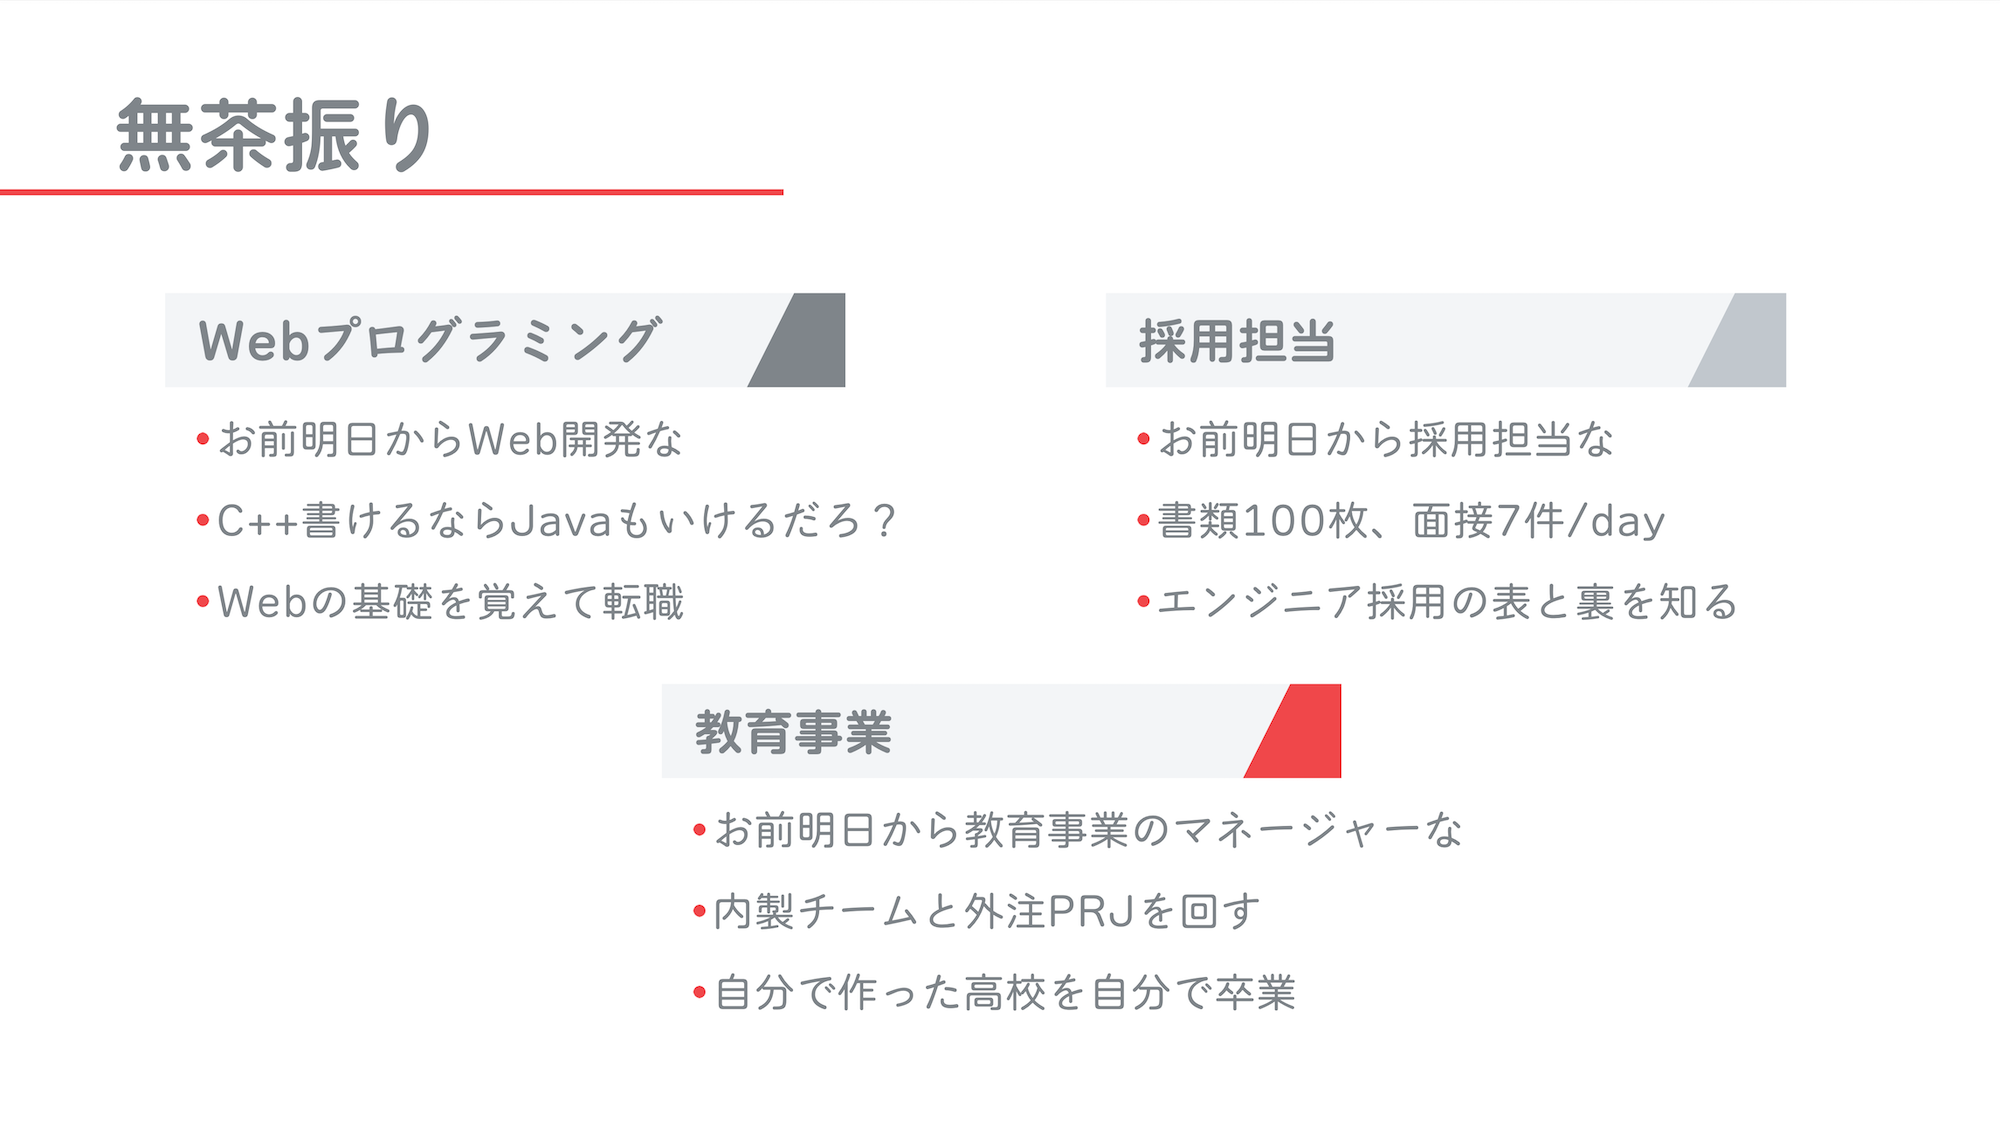 無茶振り
Webプログラミング
•お前明日からWeb開発な
•C++書けるならJavaもいけるだろ？
•Webの基礎を覚えて転職
採用担当
•お前明日から採用担当な
•書類100枚、面接7件/day
•エンジニア採用の表と裏を知る
教育事業
•お前明日から教育事業のマネージャーな
•内製チームと外注PRJを回す
•自分で作った高校を自分で卒業